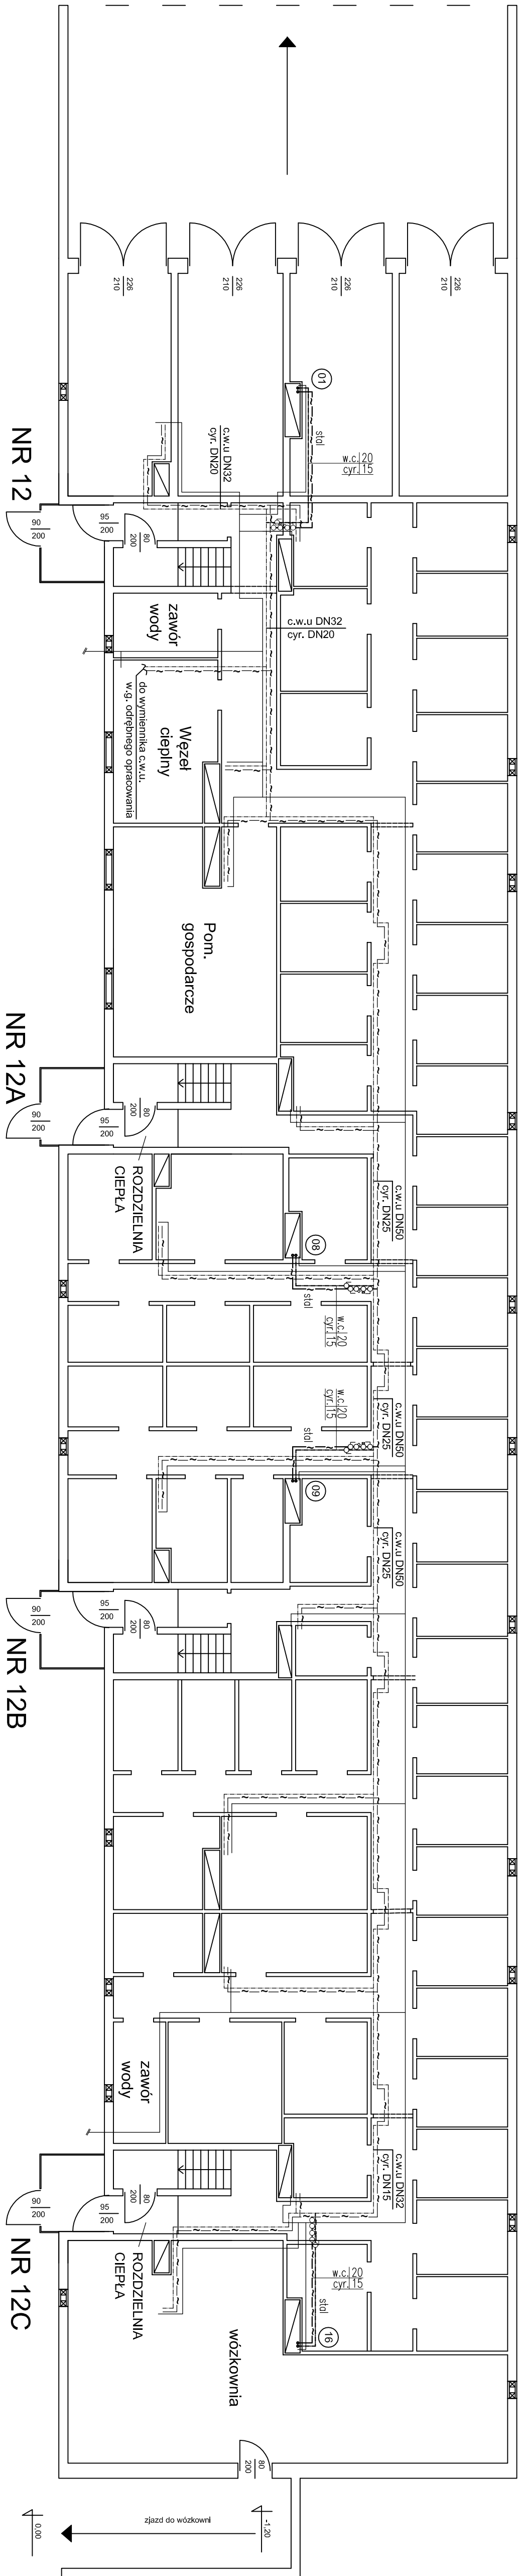 226
210
226
210
226
210
226
210
01
stal
w.c. 20
cyr. 15
c.w.u DN32
cyr. DN20
NR 12
90
200
95
200
80
200
c.w.u DN32
cyr. DN20
zawór
wody
do wymiennika c.w.u.
w.g. odrębnego opracowania
Węzeł
cieplny
Pom.
gospodarcze
NR 12A
90
200
95
200
80
200
ROZDZIELNIA
CIEPŁA
c.w.u DN50
cyr. DN25
08
stal
w.c. 20
cyr. 15
w.c. 20
cyr. 15
stal
c.w.u DN50
cyr. DN25
09
c.w.u DN50
cyr. DN25
90
200
95
200
80
200
NR 12B
zawór
wody
c.w.u DN32
cyr. DN15
90
200
95
200
80
200
NR 12C
ROZDZIELNIA
CIEPŁA
w.c. 20
cyr. 15
stal
16
wózkownia
80
200
-1,20
zjazd do wózkowni
0.00